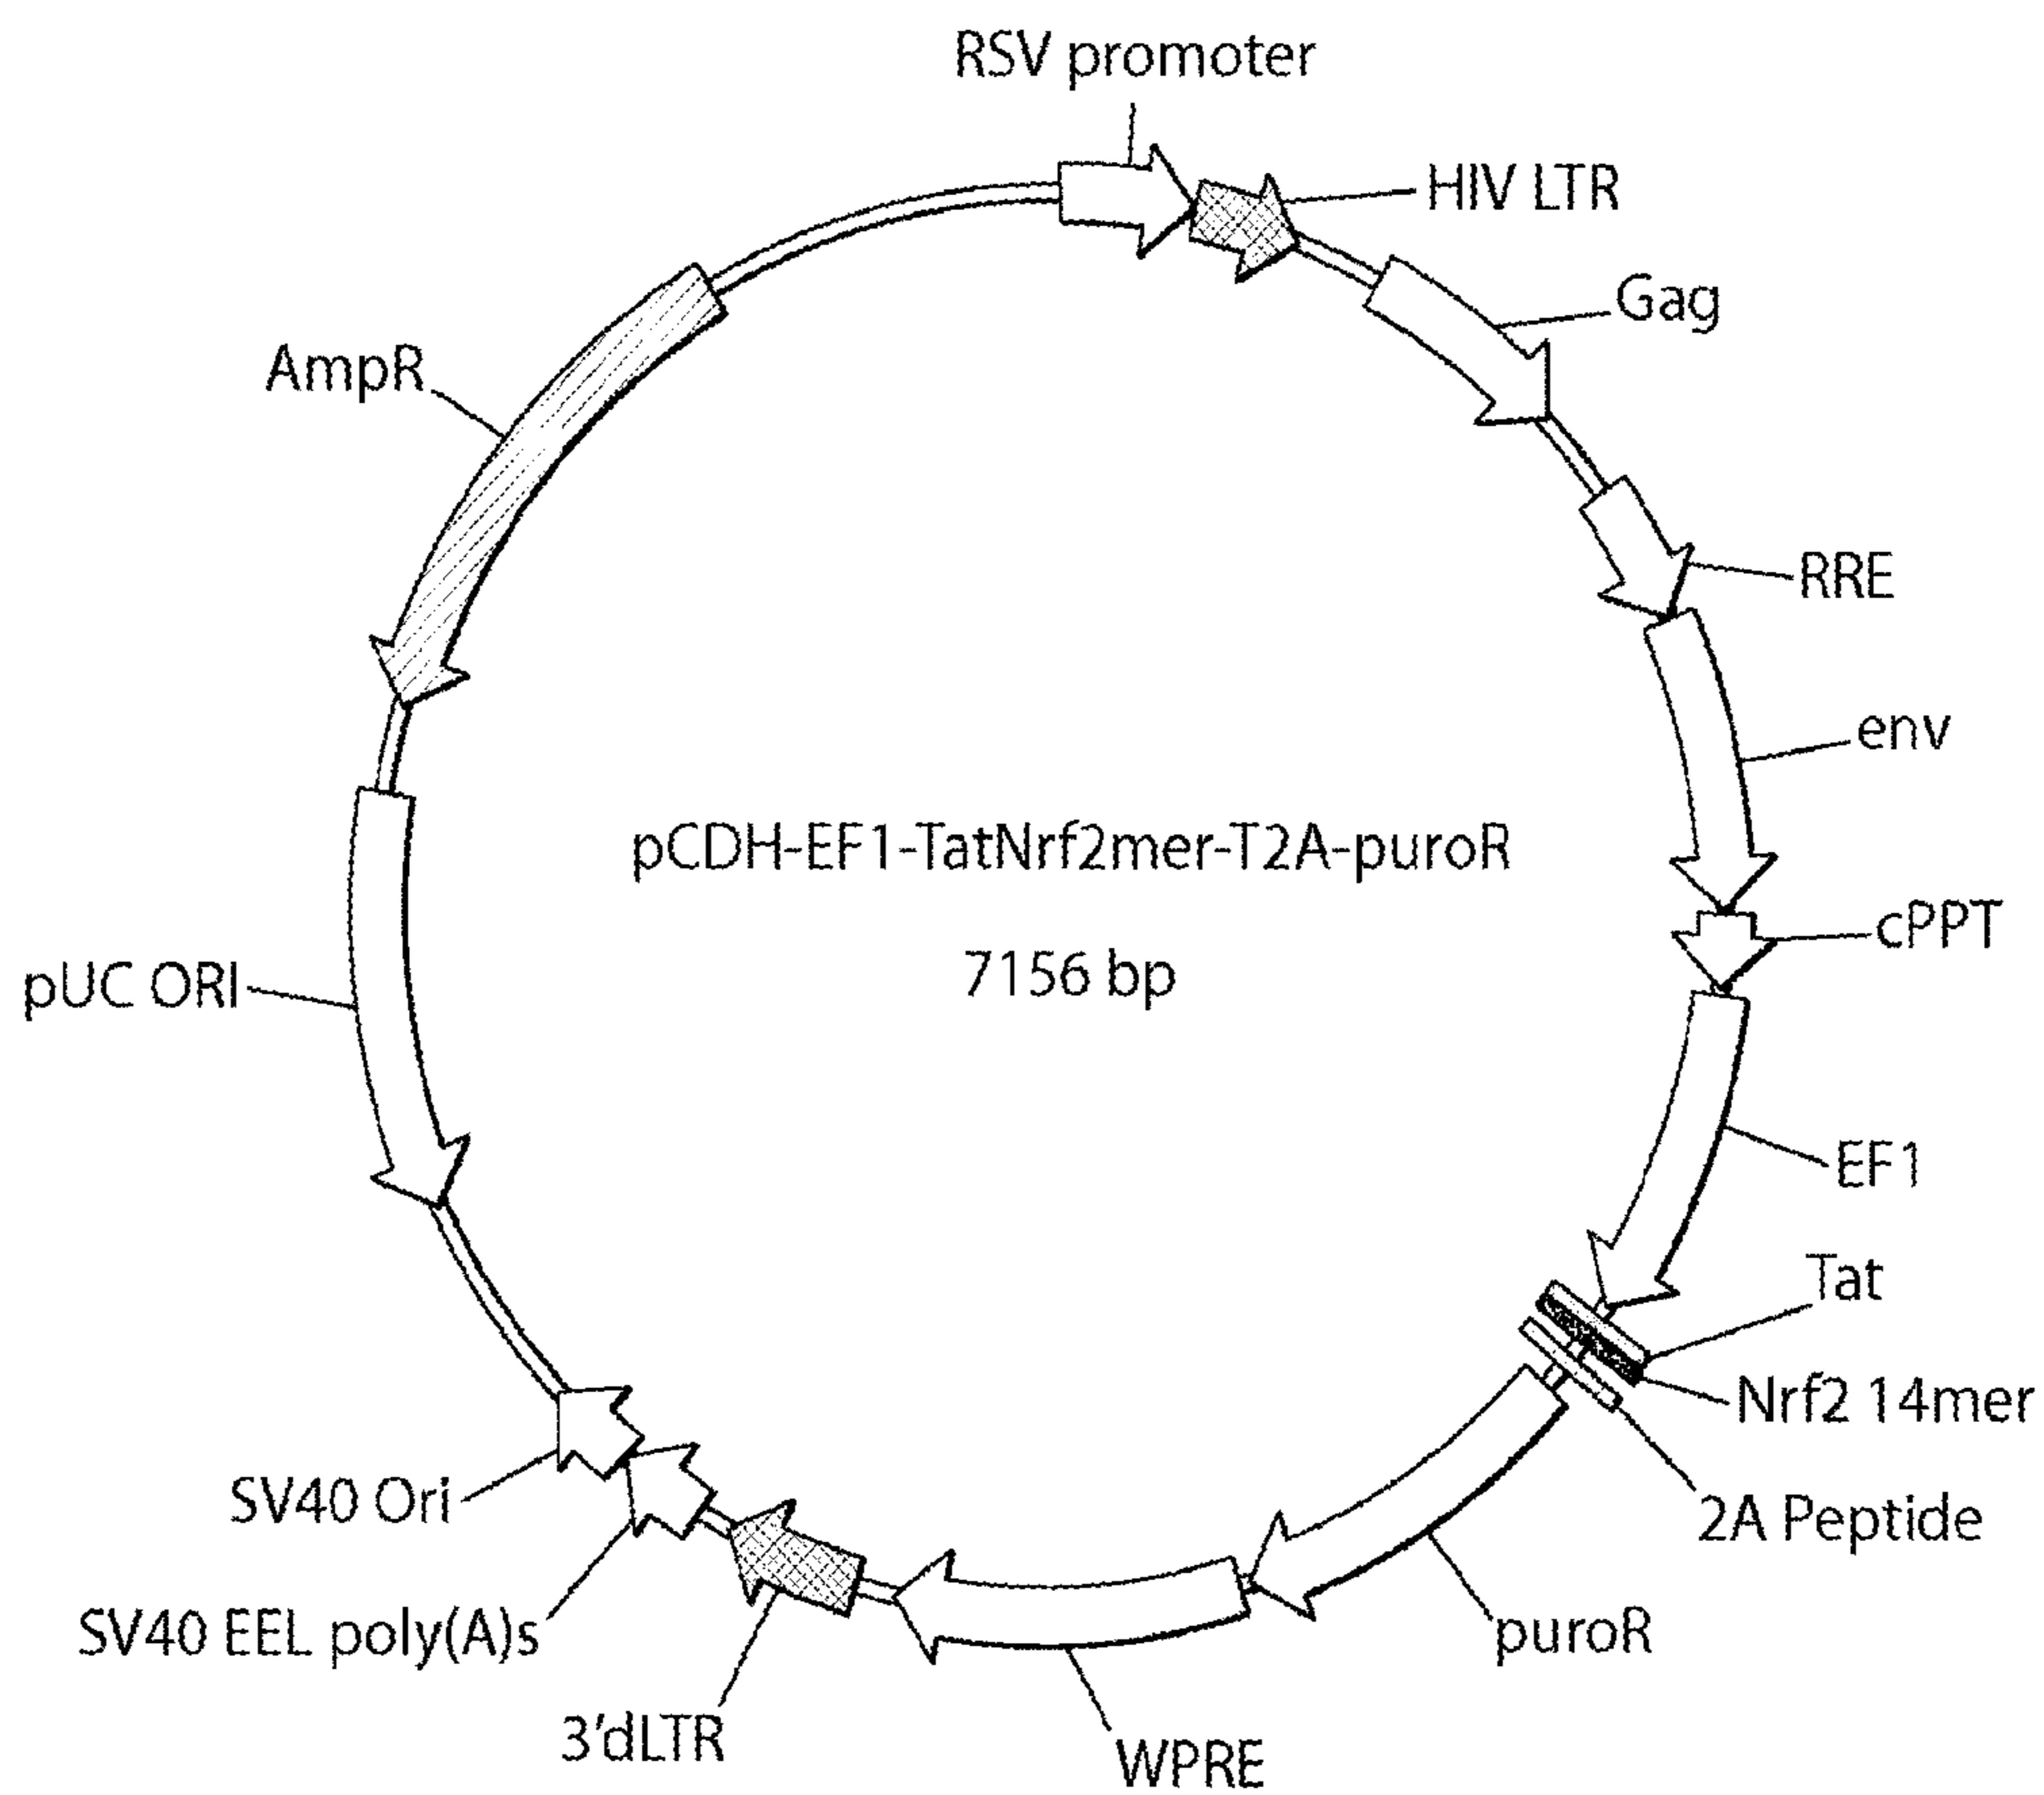 RSV promoter
HIV LTR
Gag
AmpR
RRE
env
pCDH-EF1-TatNrf2mer-T2A-puroR
7156 bp
cPPT
pUC ORI
EF1
Tat
Nrf2 14mer
2A Peptide
SV40 Ori
SV40 EEL poly(A)s
puroR
3'dLTR
WPRE